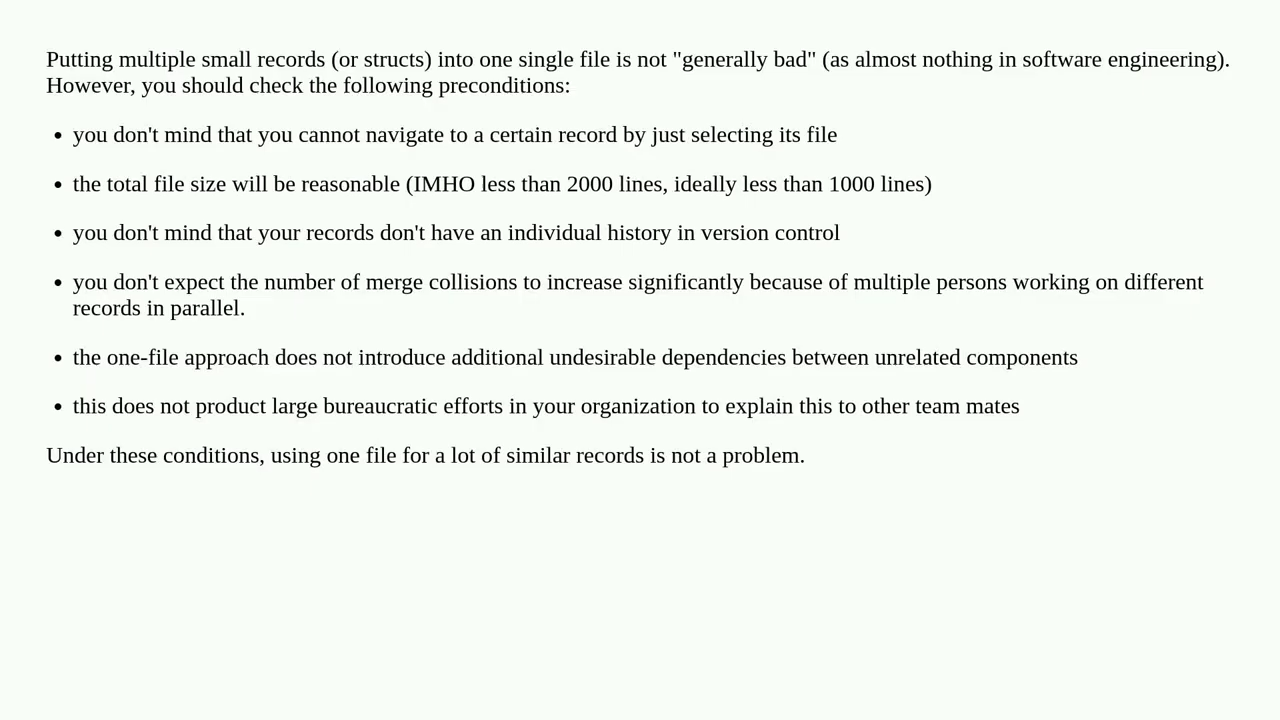 Putting multiple small records (or structs) into one single file is not "generally bad" (as almost nothing in software engineering).
However, you should check the following preconditions:
• you don't mind that you cannot navigate to a certain record by just selecting its file
• the total file size will be reasonable (IMHO less than 2000 lines, ideally less than 1000 lines)
• you don't mind that your records don't have an individual history in version control
• you don't expect the number of merge collisions to increase significantly because of multiple persons working on different
records in parallel.
• the one-file approach does not introduce additional undesirable dependencies between unrelated components
• this does not product large bureaucratic efforts in your organization to explain this to other team mates
Under these conditions, using one file for a lot of similar records is not a problem.